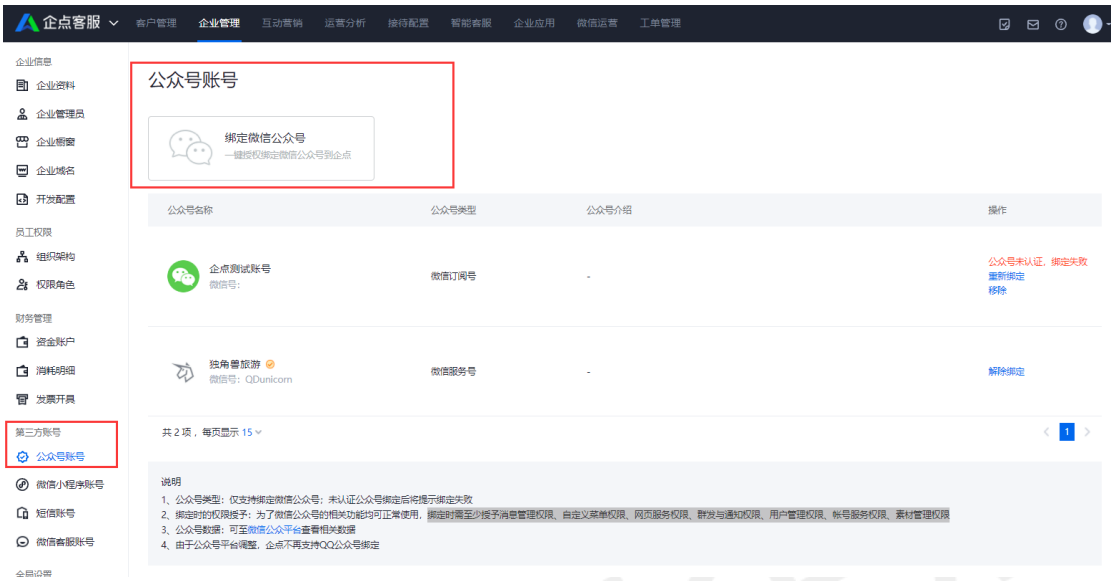 企点客服 客户管理 企业管理 互动营销 运营分析 接待配置 智能客服 企业应用 微信运营 工单管理
企业信息
企业资料
企业管理员
企业橱窗
企业域名
开发配置
员工权限
组织架构
权限角色
财务管理
资金账户
消耗明细
发票开具
第三方账号
公众号账号
微信小程序账号
短信账号
微信客服账号
全局设置
公众号账号
绑定微信公众号
一键授权绑定微信公众号到企点
公众号名称 公众号类型 公众号介绍 操作
企点测试账号
微信号：
微信订阅号
-
公众号未认证，绑定失败
重新绑定
移除
独角兽旅游
微信号：QDunicorn
微信服务号
-
解除绑定
共 2 项 ，每页显示 15
1
说明
1、公众号类型：仅支持绑定微信公众号；未认证公众号绑定后将提示绑定失败
2、绑定时的权限授予：为了微信公众号的相关功能均可正常使用，绑定时需至少授予消息管理权限、自定义菜单权限、网页服务权限、群发与通知权限、用户管理权限、帐号服务权限、素材管理权限
3、公众号数据：可至微信公众平台查看相关数据
4、由于公众号平台调整，企点不再支持QQ公众号绑定